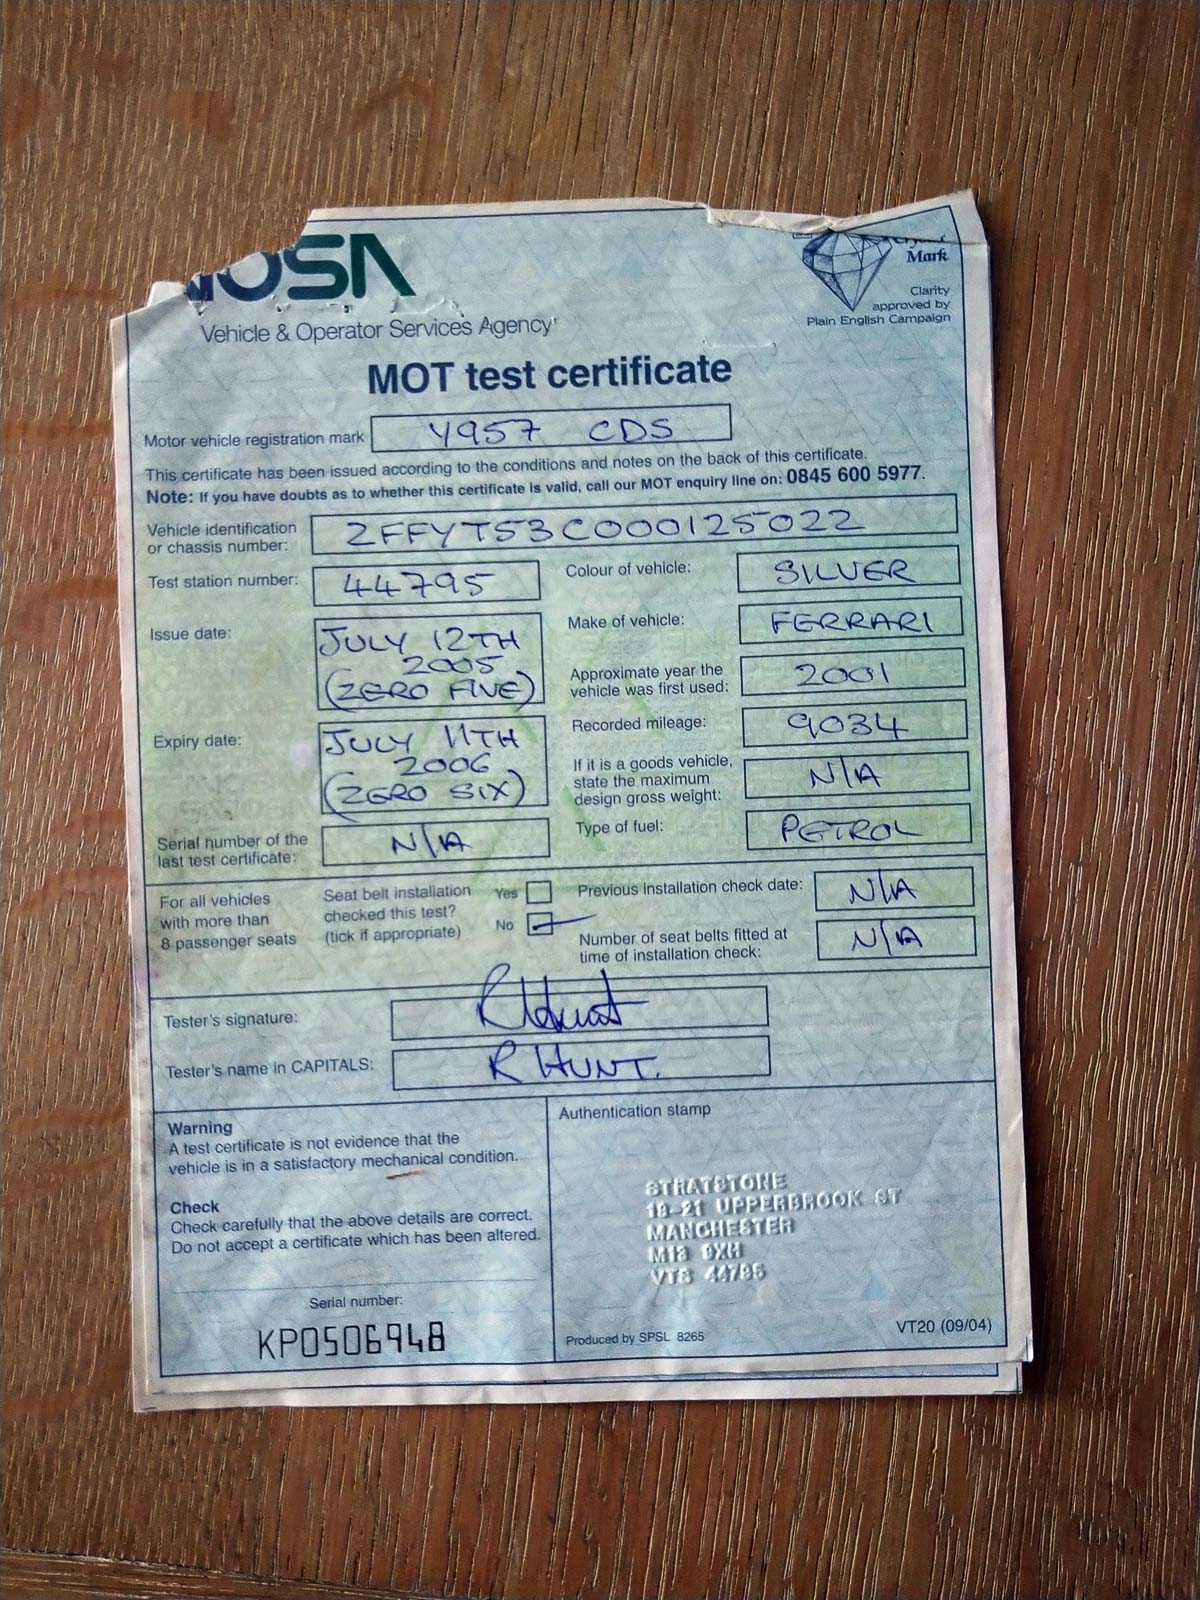 VOSA
Vehicle & Operator Services Agency
Crystal
Mark
Clarity
approved by
Plain English Campaign
MOT test certificate
Motor vehicle registration mark Y957 CDS
This certificate has been issued according to the conditions and notes on the back of this certificate.
Note: If you have doubts as to whether this certificate is valid, call our MOT enquiry line on: 0845 600 5977.
Vehicle identification
or chassis number: ZFFYT53C000125022
Test station number: 44795
Colour of vehicle: SILVER
Issue date: JULY 12TH
2005
(ZERO FIVE)
Make of vehicle: FERRARI
Approximate year the
vehicle was first used: 2001
Expiry date: JULY 11TH
2006
(ZERO SIX)
Recorded mileage: 9034
If it is a goods vehicle,
state the maximum
design gross weight: N/A
Serial number of the
last test certificate: N/A
Type of fuel: PETROL
For all vehicles
with more than
8 passenger seats
Seat belt installation
checked this test?
(tick if appropriate)
Yes
No
Previous installation check date: N/A
Number of seat belts fitted at
time of installation check: N/A
Tester's signature: R Hunt
Tester's name in CAPITALS: R HUNT.
Warning
A test certificate is not evidence that the
vehicle is in a satisfactory mechanical condition.
Check
Check carefully that the above details are correct.
Do not accept a certificate which has been altered.
Serial number:
KP0506948
Authentication stamp
STRATSTONE
19-21 UPPERBROOK ST
MANCHESTER
M13 9XH
VTS 44795
Produced by SPSL 8265
VT20 (09/04)